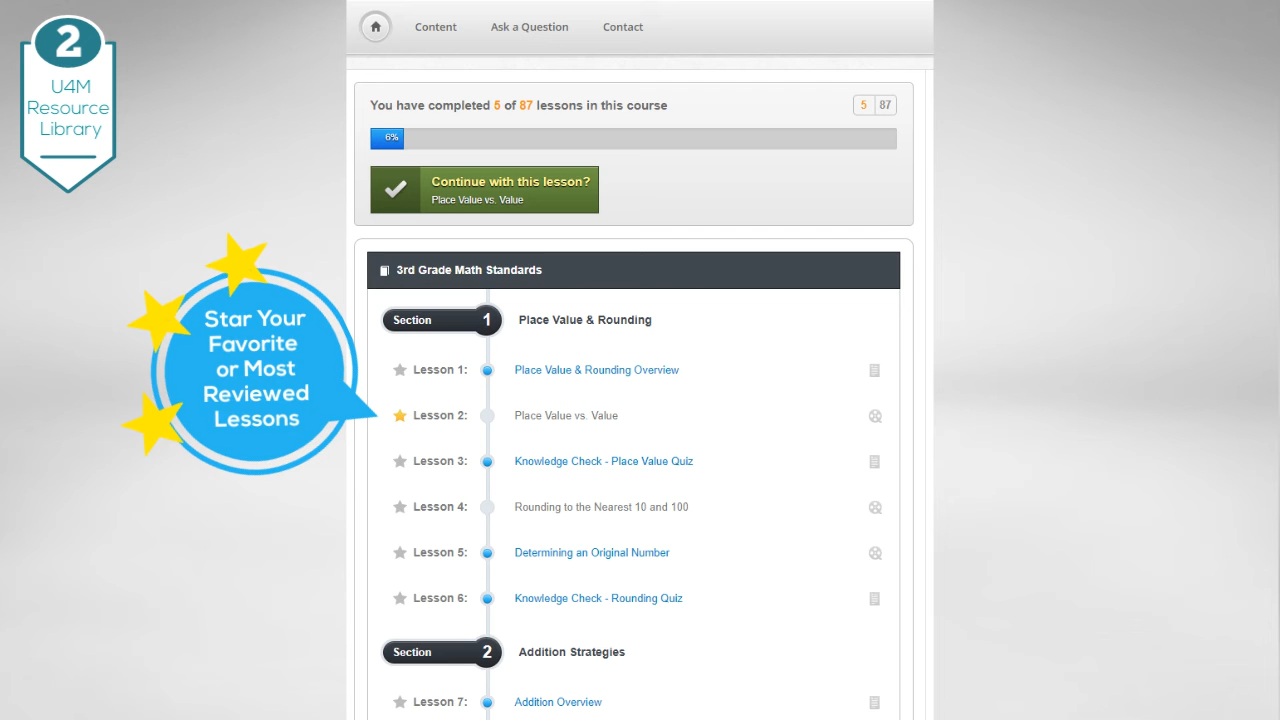 2
U4M
Resource
Library
Content Ask a Question Contact
You have completed 5 of 87 lessons in this course 5 87
6%
Continue with this lesson?
Place Value vs. Value
Star Your
Favorite
or Most
Reviewed
Lessons
3rd Grade Math Standards
Section 1 Place Value & Rounding
Lesson 1: Place Value & Rounding Overview
Lesson 2: Place Value vs. Value
Lesson 3: Knowledge Check - Place Value Quiz
Lesson 4: Rounding to the Nearest 10 and 100
Lesson 5: Determining an Original Number
Lesson 6: Knowledge Check - Rounding Quiz
Section 2 Addition Strategies
Lesson 7: Addition Overview